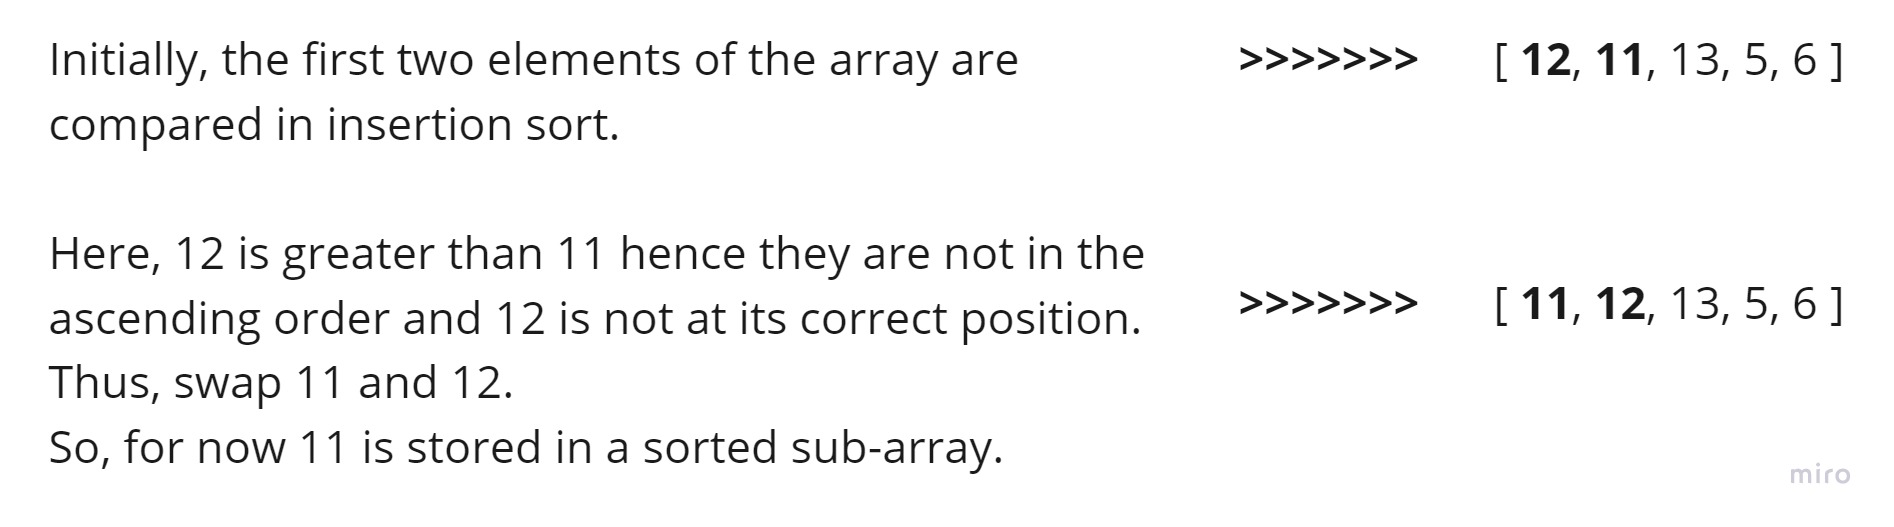 Initially, the first two elements of the array are >>>>>>> [ 12, 11, 13, 5, 6 ]
compared in insertion sort.
Here, 12 is greater than 11 hence they are not in the
ascending order and 12 is not at its correct position. >>>>>>> [ 11, 12, 13, 5, 6 ]
Thus, swap 11 and 12.
So, for now 11 is stored in a sorted sub-array.
miro